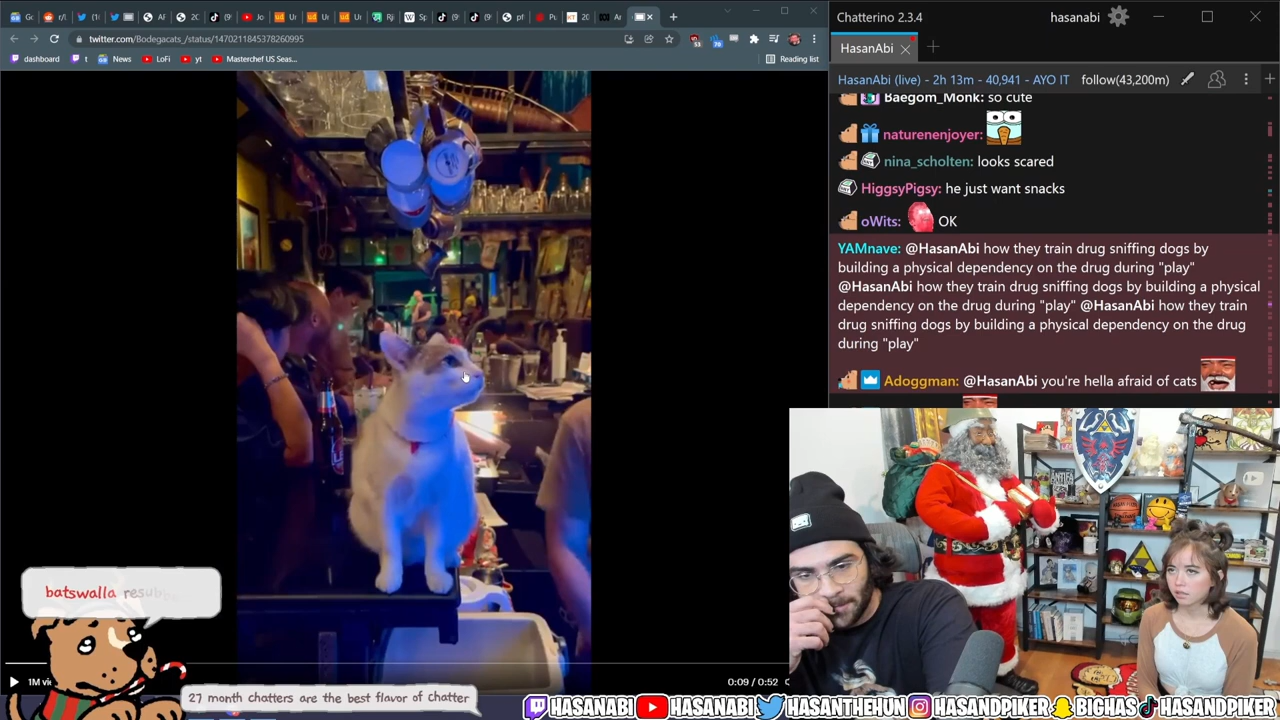 Chatterino 2.3.4
hasanabi
HasanAbi
twitter.com/Bodegacats_/status/1470211845378260995
dashboard
t
News
LoFi
yt
Masterchef US Seas...
Reading list
HasanAbi (live) - 2h 13m - 40,941 - AYO IT
follow(43,200m)
Baegom_Monk: so cute
naturenenjoyer:
nina_scholten: looks scared
HiggsyPigsy: he just want snacks
oWits: OK
YAMnave: @HasanAbi how they train drug sniffing dogs by
building a physical dependency on the drug during "play"
@HasanAbi how they train drug sniffing dogs by building a physical
dependency on the drug during "play" @HasanAbi how they train
drug sniffing dogs by building a physical dependency on the drug
during "play"
Adoggman: @HasanAbi you're hella afraid of cats
batswalla resub
0:09 / 0:52
27 month chatters are the best flavor of chatter
HASANABI
HASANABI
HASANTHEHUN
HASANDPIKER
BIGHAS
HASANDPIKER